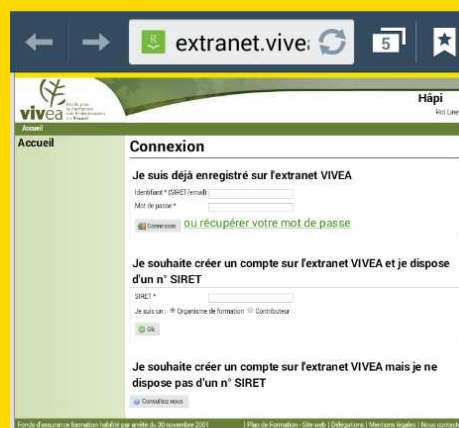 extranet.vive
5
vivea
Hâpi
Hot Line
Accueil
Accueil
Connexion
Je suis déjà enregistré sur l'extranet VIVEA
Identifiant * (SIRET/email)
Mot de passe *
Connexion ou récupérer votre mot de passe
Je souhaite créer un compte sur l'extranet VIVEA et je dispose
d'un n° SIRET
SIRET *
Je suis un : Organisme de formation Contributeur
Ok
Je souhaite créer un compte sur l'extranet VIVEA mais je ne
dispose pas d'un n° SIRET
Consultez nous
Fonds d'assurance formation habilité par arrêté du 30 novembre 2001 | Plan de Formation - Site web | Délégations | Mentions légales | Nous contacter